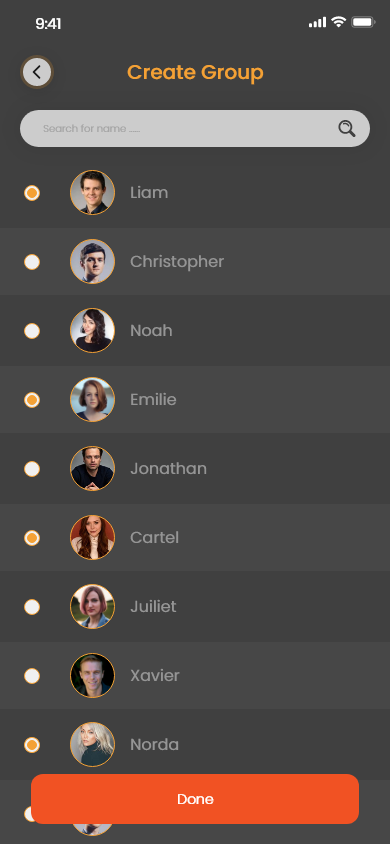 9:41
Create Group
Search for name .....
Liam
Christopher
Noah
Emilie
Jonathan
Cartel
Juiliet
Xavier
Norda
Done